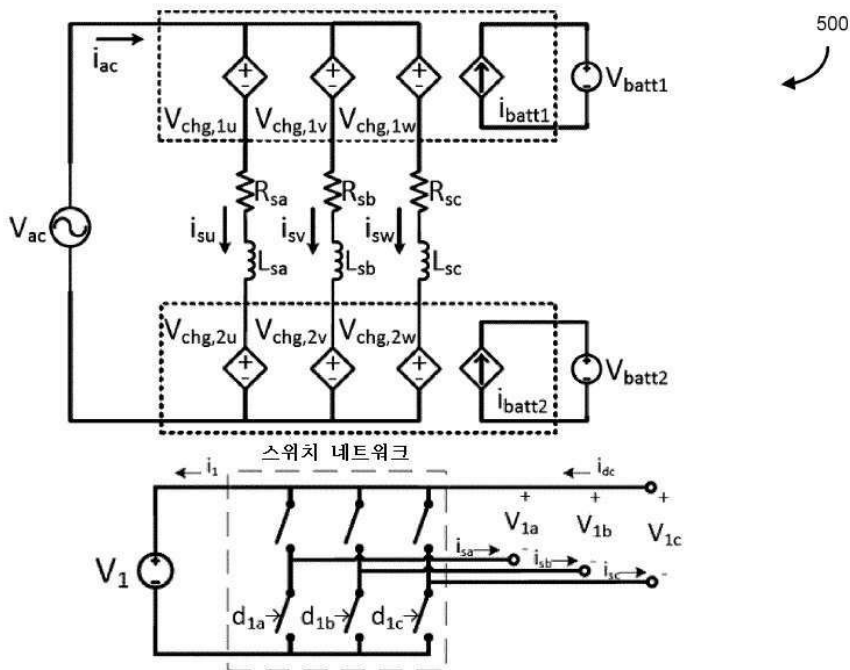 500
i_ac
V_chg,1u V_chg,1v V_chg,1w
i_batt1
V_batt1
R_sa R_sb R_sc
V_ac
i_su i_sv i_sw
L_sa L_sb L_sc
V_chg,2u V_chg,2v V_chg,2w
i_batt2
V_batt2
스위치 네트워크
i_1
i_dc
V_1a V_1b V_1c
i_sa
i_sb
i_sc
V_1
d_1a d_1b d_1c